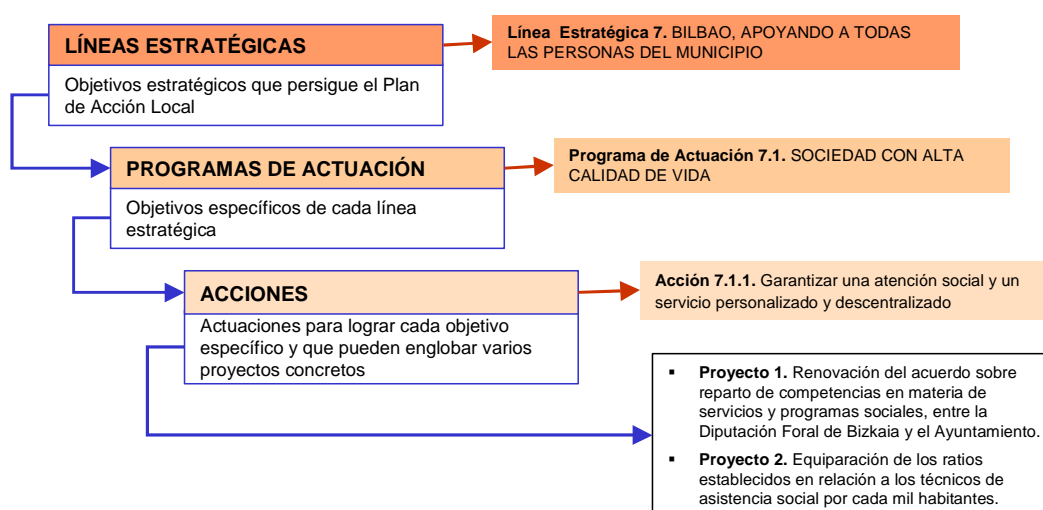 LÍNEAS ESTRATÉGICAS
Objetivos estratégicos que persigue el Plan
de Acción Local
Línea Estratégica 7. BILBAO, APOYANDO A TODAS
LAS PERSONAS DEL MUNICIPIO
PROGRAMAS DE ACTUACIÓN
Objetivos específicos de cada línea
estratégica
Programa de Actuación 7.1. SOCIEDAD CON ALTA
CALIDAD DE VIDA
ACCIONES
Actuaciones para lograr cada objetivo
específico y que pueden englobar varios
proyectos concretos
Acción 7.1.1. Garantizar una atención social y un
servicio personalizado y descentralizado
▪ Proyecto 1. Renovación del acuerdo sobre
reparto de competencias en materia de
servicios y programas sociales, entre la
Diputación Foral de Bizkaia y el Ayuntamiento.
▪ Proyecto 2. Equiparación de los ratios
establecidos en relación a los técnicos de
asistencia social por cada mil habitantes.